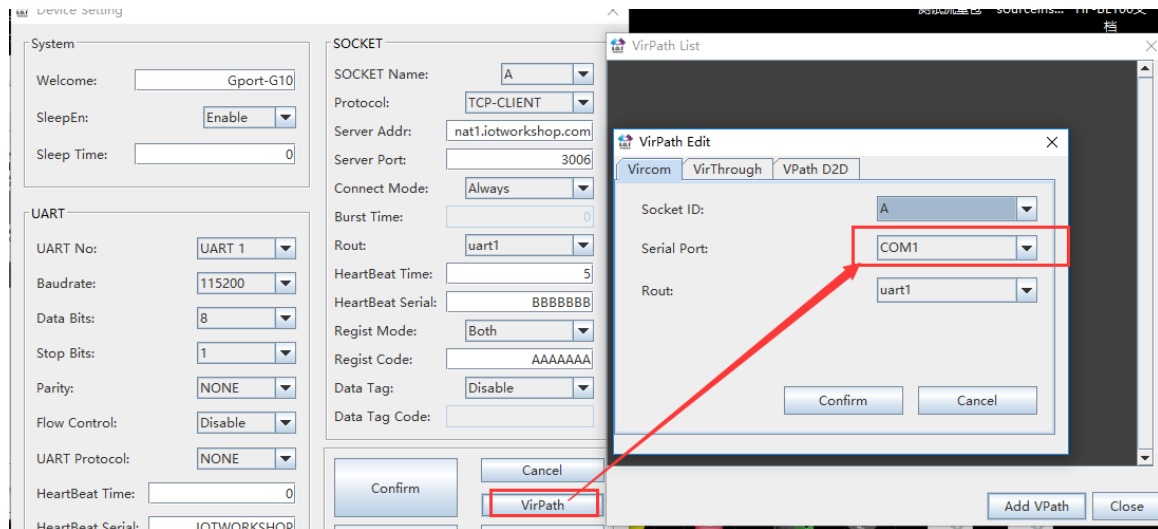 Device Setting
System
Welcome:
Gport-G10
SleepEn:
Enable
Sleep Time:
0
UART
UART No:
UART 1
Baudrate:
115200
Data Bits:
8
Stop Bits:
1
Parity:
NONE
Flow Control:
Disable
UART Protocol:
NONE
HeartBeat Time:
0
HeartBeat Serial:
IOTWORKSHOP
SOCKET
SOCKET Name:
A
Protocol:
TCP-CLIENT
Server Addr:
nat1.iotworkshop.com
Server Port:
3006
Connect Mode:
Always
Burst Time:
0
Rout:
uart1
HeartBeat Time:
5
HeartBeat Serial:
BBBBBBB
Regist Mode:
Both
Regist Code:
AAAAAAA
Data Tag:
Disable
Data Tag Code:
Confirm
Cancel
VirPath
档
VirPath List
VirPath Edit
Vircom VirThrough VPath D2D
Socket ID:
A
Serial Port:
COM1
Rout:
uart1
Confirm
Cancel
Add VPath
Close